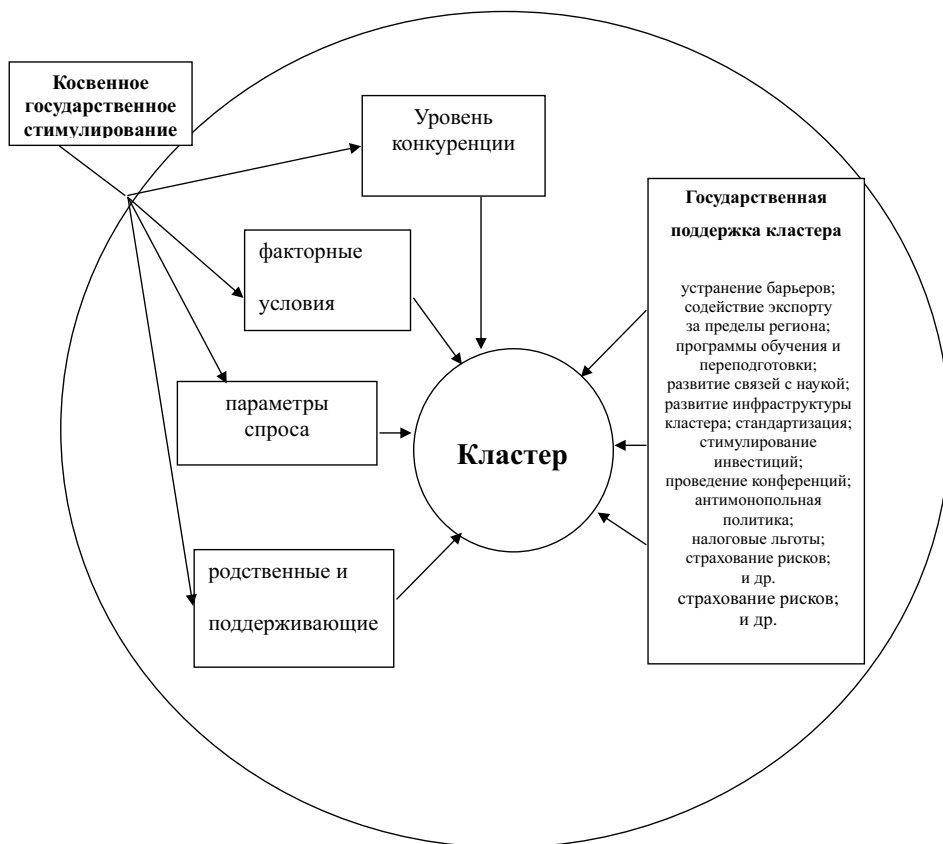 Косвенное
государственное
стимулирование
Уровень
конкуренции
факторные
условия
параметры
спроса
родственные и
поддерживающие
Кластер
Государственная
поддержка кластера
устранение барьеров;
содействие экспорту
за пределы региона;
программы обучения и
переподготовки;
развитие связей с наукой;
развитие инфраструктуры
кластера; стандартизация;
стимулирование
инвестиций;
проведение конференций;
антимонопольная
политика;
налоговые льготы;
страхование рисков;
и др.
страхование рисков;
и др.